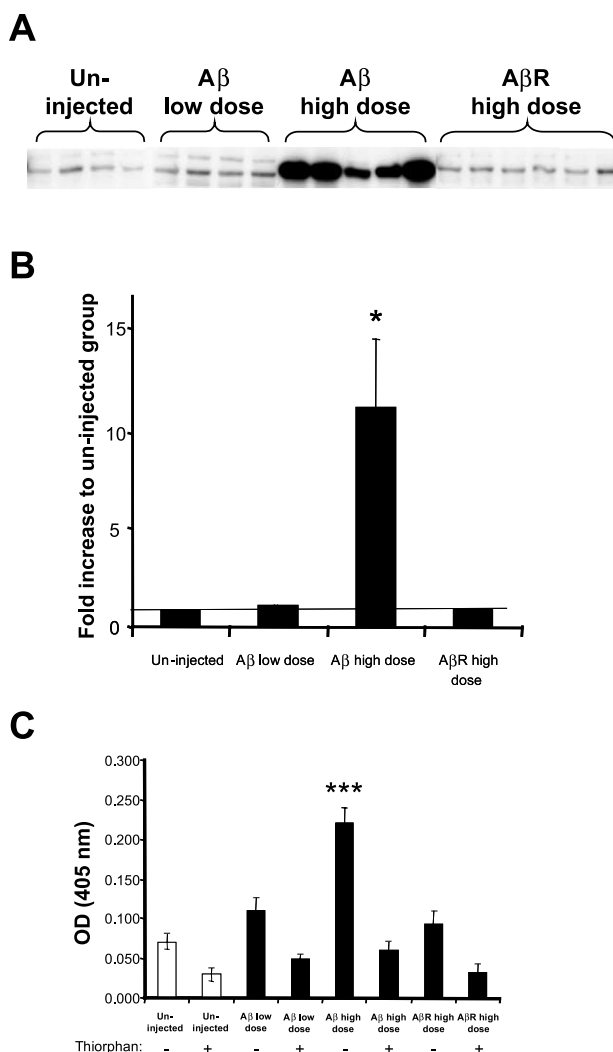 A
Un-
injected
Aβ
low dose
Aβ
high dose
AβR
high dose
B
Fold increase to un-injected group
15
10
5
0
*
Un-injected
Aβ low dose
Aβ high dose
AβR high
dose
C
OD (405 nm)
0.300
0.250
0.200
0.150
0.100
0.050
0.000
***
Un-
injected
Un-
injected
Aβ low
dose
Aβ low
dose
Aβ high
dose
Aβ high
dose
AβR high
dose
AβR high
dose
Thiorphan: - + - + - + - +